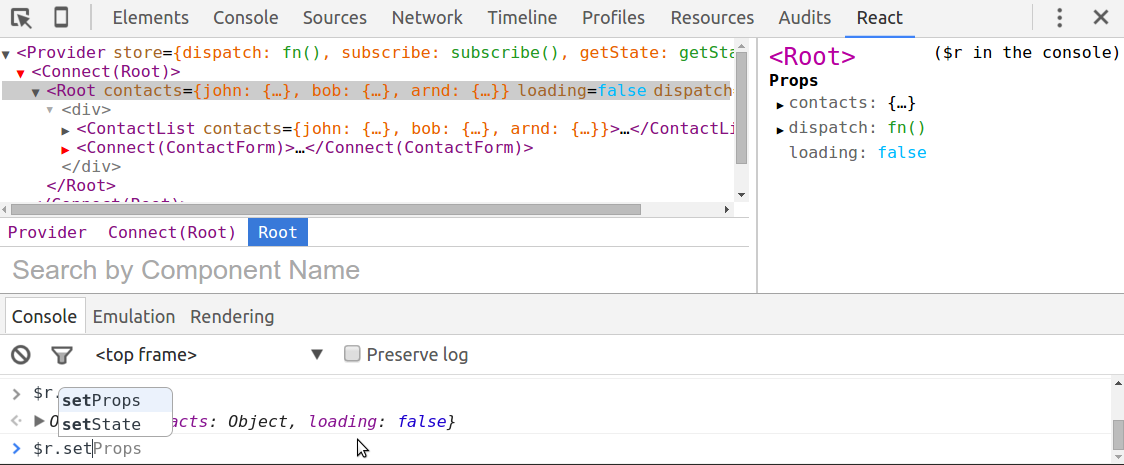 Elements Console Sources Network Timeline Profiles Resources Audits React
<Provider store={dispatch: fn(), subscribe: subscribe(), getState: getSta
<Connect(Root)>
<Root contacts={john: {…}, bob: {…}, arnd: {…}} loading=false dispatch
<div>
<ContactList contacts={john: {…}, bob: {…}, arnd: {…}}>…</ContactLi
<Connect(ContactForm)>…</Connect(ContactForm)>
</div>
</Root>
</Connect(Root)>
Provider Connect(Root) Root
Search by Component Name
<Root> ($r in the console)
Props
contacts: {…}
dispatch: fn()
loading: false
Console Emulation Rendering
<top frame> Preserve log
$r.
setProps
setState
acts: Object, loading: false}
$r.setProps